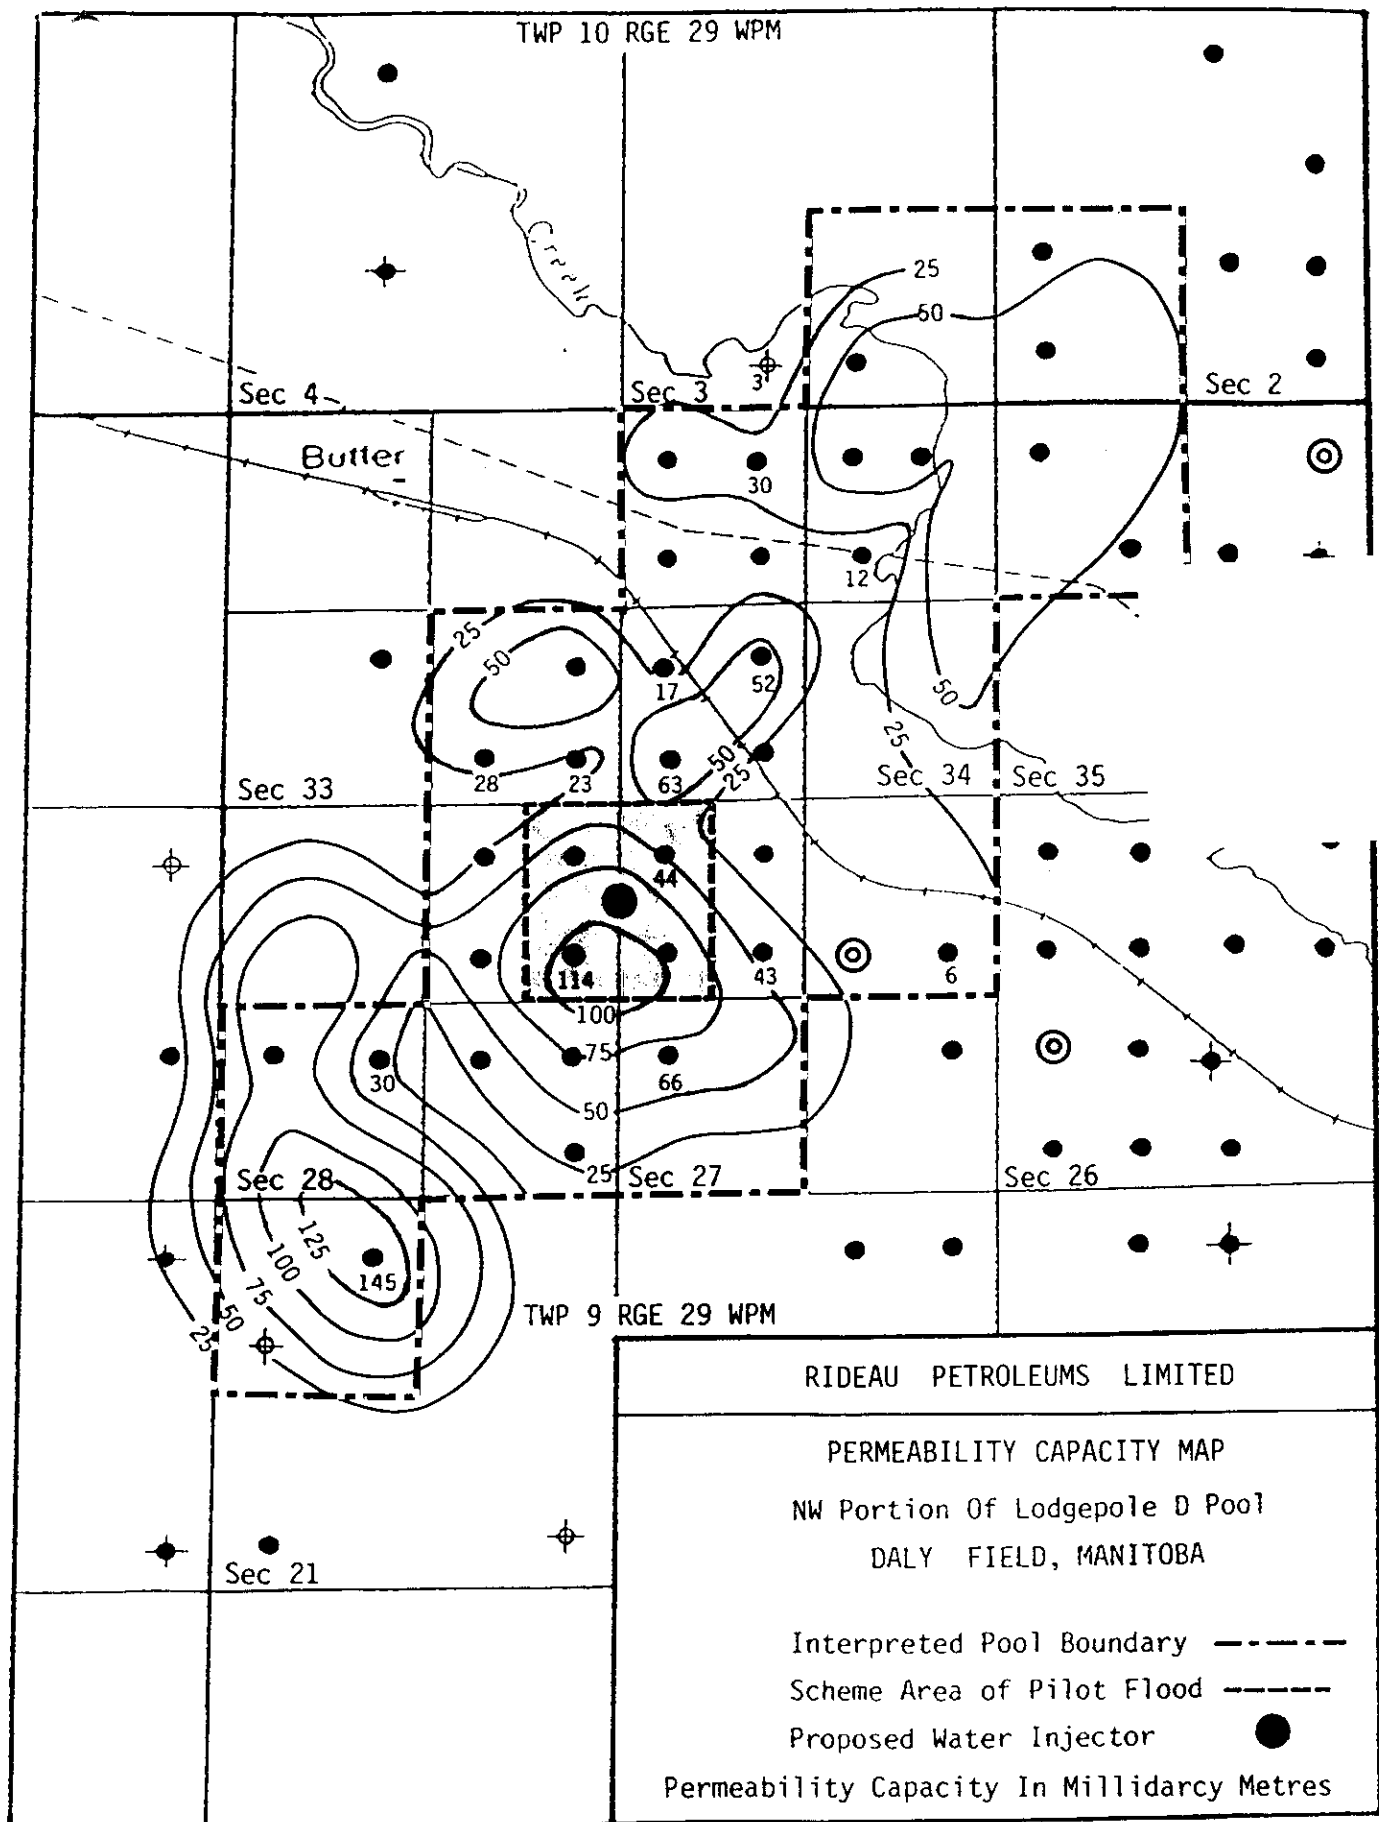 TWP 10 RGE 29 WPM
Creek
25
50
3
Sec 4
Sec 3
Sec 2
Butler
30
12
25
50
17
52
50
50
25
25
28
23
63
Sec 33
Sec 34
Sec 35
44
114
43
6
100
75
30
66
50
25
Sec 28
Sec 27
Sec 26
125
100
145
75
50
25
TWP 9 RGE 29 WPM
RIDEAU PETROLEUMS LIMITED
PERMEABILITY CAPACITY MAP
NW Portion Of Lodgepole D Pool
DALY FIELD, MANITOBA
Sec 21
Interpreted Pool Boundary
Scheme Area of Pilot Flood
Proposed Water Injector
Permeability Capacity In Millidarcy Metres